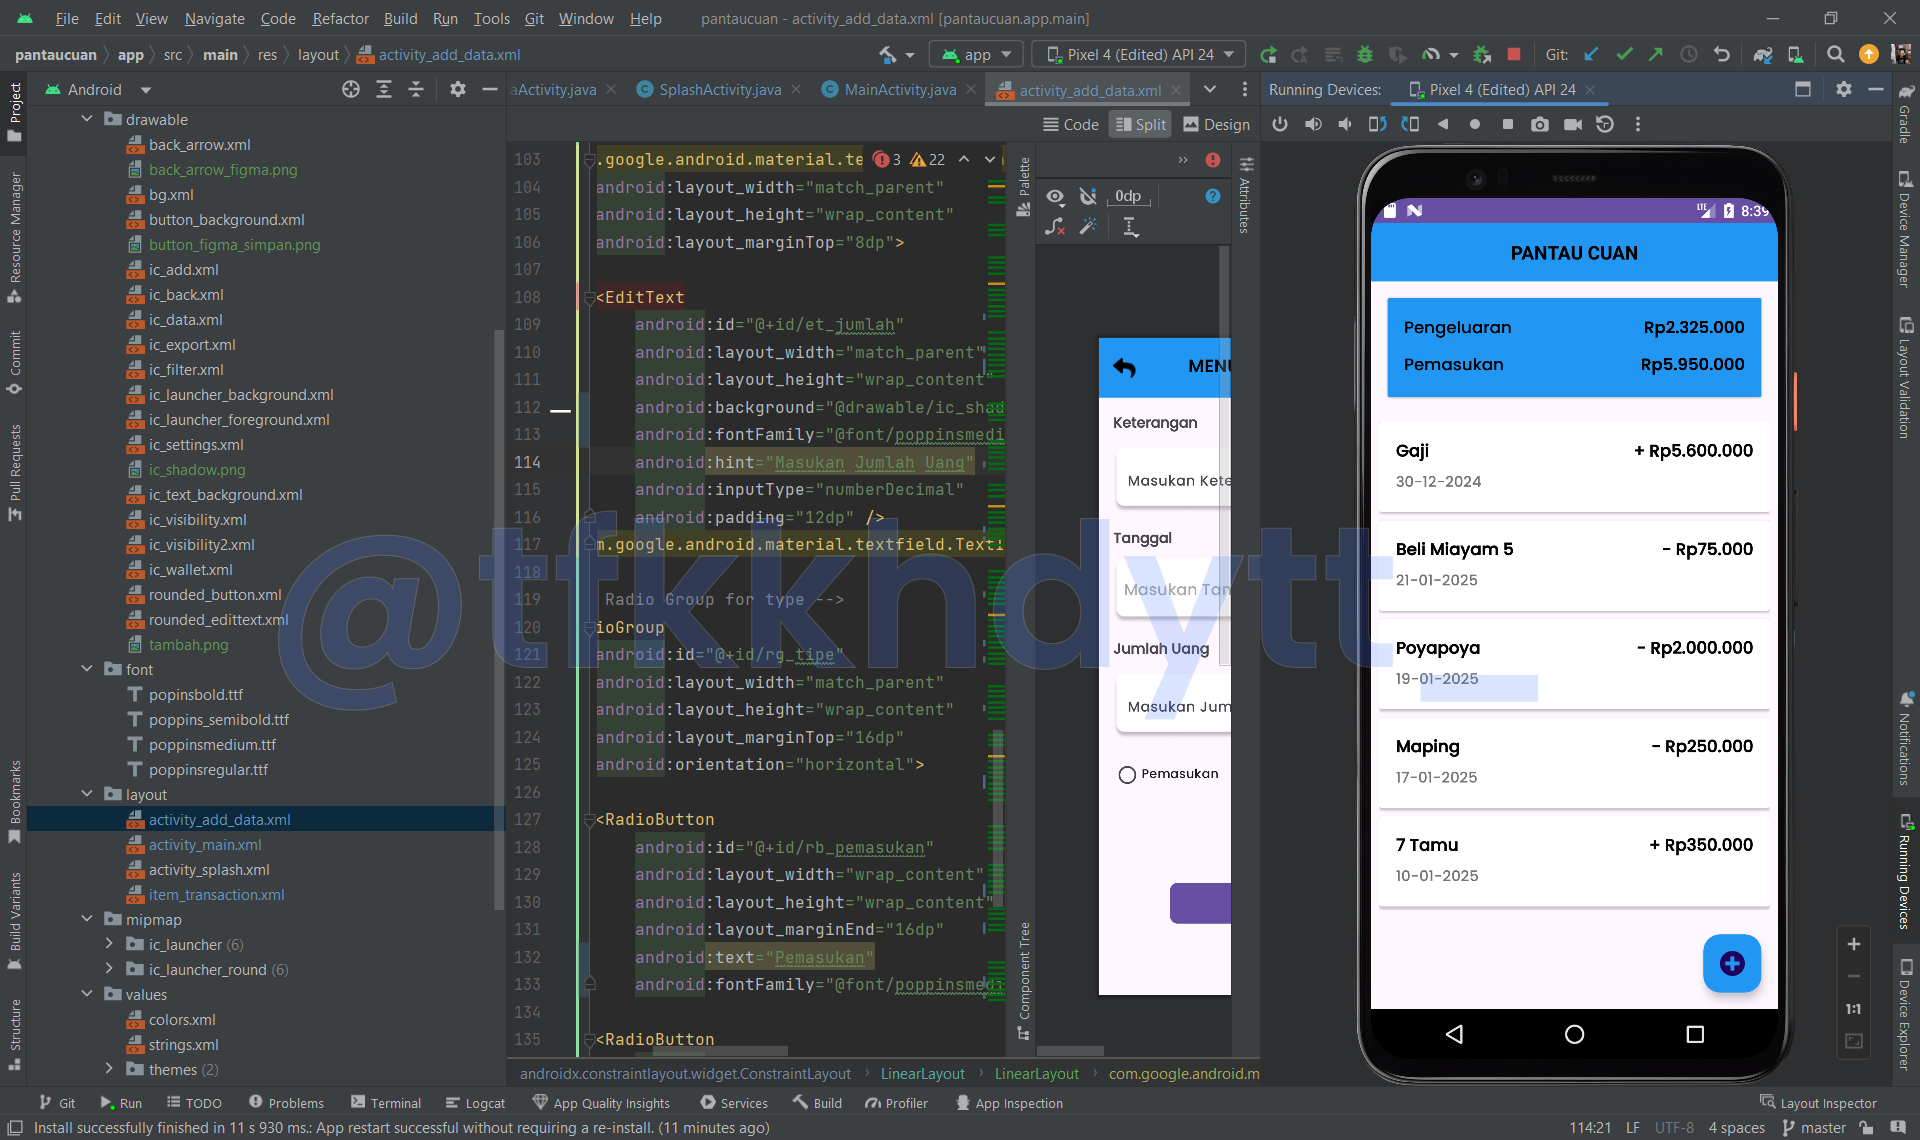 File Edit View Navigate Code Refactor Build Run Tools Git Window Help pantaucuan - activity_add_data.xml [pantaucuan.app.main]
pantaucuan app src main res layout activity_add_data.xml app Pixel 4 (Edited) API 24 Git:
Android aActivity.java SplashActivity.java MainActivity.java activity_add_data.xml Running Devices: Pixel 4 (Edited) API 24
Code Split Design
Project
Resource Manager
Commit
Pull Requests
Bookmarks
Build Variants
Structure
drawable
back_arrow.xml
back_arrow_figma.png
bg.xml
button_background.xml
button_figma_simpan.png
ic_add.xml
ic_back.xml
ic_data.xml
ic_export.xml
ic_filter.xml
ic_launcher_background.xml
ic_launcher_foreground.xml
ic_settings.xml
ic_shadow.png
ic_text_background.xml
ic_visibility.xml
ic_visibility2.xml
ic_wallet.xml
rounded_button.xml
rounded_edittext.xml
tambah.png
font
popinsbold.ttf
poppins_semibold.ttf
poppinsmedium.ttf
poppinsregular.ttf
layout
activity_add_data.xml
activity_main.xml
activity_splash.xml
item_transaction.xml
mipmap
ic_launcher (6)
ic_launcher_round (6)
values
colors.xml
strings.xml
themes (2)
103 .google.android.material.te 3 22
104 android:layout_width="match_parent"
105 android:layout_height="wrap_content"
106 android:layout_marginTop="8dp">
107
108 <EditText
109 android:id="@+id/et_jumlah"
110 android:layout_width="match_parent"
111 android:layout_height="wrap_content"
112 android:background="@drawable/ic_shad
113 android:fontFamily="@font/poppinsmedi
114 android:hint="Masukan Jumlah Uang"
115 android:inputType="numberDecimal"
116 android:padding="12dp" />
117 m.google.android.material.textfield.Texti
118
119 Radio Group for type -->
120 ioGroup
121 android:id="@+id/rg_tipe"
122 android:layout_width="match_parent"
123 android:layout_height="wrap_content"
124 android:layout_marginTop="16dp"
125 android:orientation="horizontal">
126
127 <RadioButton
128 android:id="@+id/rb_pemasukan"
129 android:layout_width="wrap_content"
130 android:layout_height="wrap_content"
131 android:layout_marginEnd="16dp"
132 android:text="Pemasukan"
133 android:fontFamily="@font/poppinsmedi
134
135 <RadioButton
@tfkkhdytt_
Palette
Component Tree
Attributes
0dp
MENU
Keterangan
Masukan Kete
Tanggal
Masukan Tan
Jumlah Uang
Masukan Jum
Pemasukan
LTE 8:39
PANTAU CUAN
Pengeluaran Rp2.325.000
Pemasukan Rp5.950.000
Gaji + Rp5.600.000
30-12-2024
Beli Miayam 5 - Rp75.000
21-01-2025
Poyapoya - Rp2.000.000
19-01-2025
Maping - Rp250.000
17-01-2025
7 Tamu + Rp350.000
10-01-2025
1:1
Gradle
Device Manager
Layout Validation
Notifications
Running Devices
Device Explorer
androidx.constraintlayout.widget.ConstraintLayout LinearLayout LinearLayout com.google.android.m
Git Run TODO Problems Terminal Logcat App Quality Insights Services Build Profiler App Inspection Layout Inspector
Install successfully finished in 11 s 930 ms.: App restart successful without requiring a re-install. (11 minutes ago) 114:21 LF UTF-8 4 spaces master